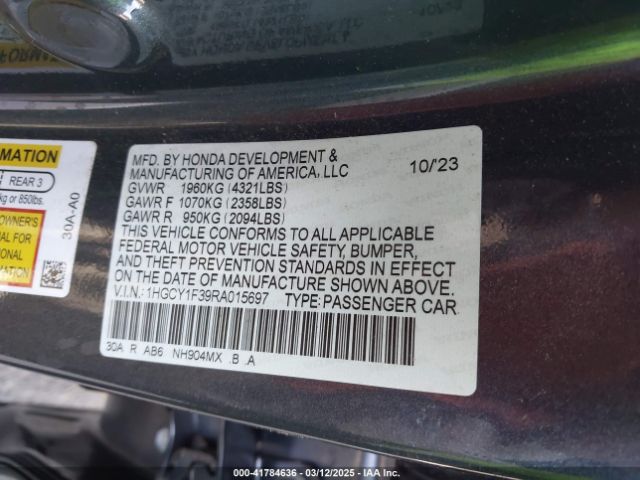 RMATION
REAR 3
kg or 850lbs.
OWNER'S
AL FOR
TIONAL
MATION
30A-A0
MFD. BY HONDA DEVELOPMENT &
MANUFACTURING OF AMERICA, LLC 10/23
GVWR 1960KG (4321LBS)
GAWR F 1070KG (2358LBS)
GAWR R 950KG (2094LBS)
THIS VEHICLE CONFORMS TO ALL APPLICABLE
FEDERAL MOTOR VEHICLE SAFETY, BUMPER,
AND THEFT PREVENTION STANDARDS IN EFFECT
ON THE DATE OF MANUFACTURE SHOWN ABOVE.
V.I.N.: 1HGCY1F39RA015697 TYPE: PASSENGER CAR
30A R AB6 NH904MX .B .A
000-41784636 - 03/12/2025 - IAA Inc.